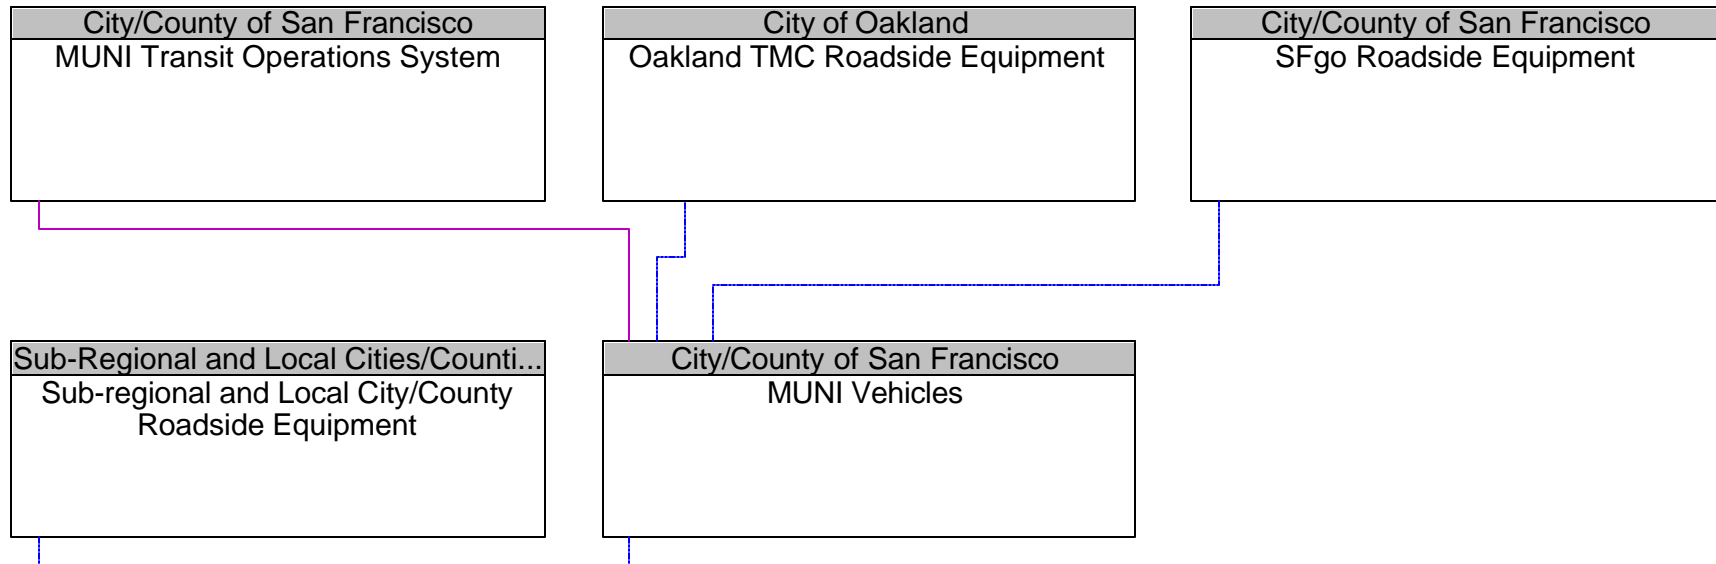 City/County of San Francisco
MUNI Transit Operations System
City of Oakland
Oakland TMC Roadside Equipment
City/County of San Francisco
SFgo Roadside Equipment
Sub-Regional and Local Cities/Counti...
Sub-regional and Local City/County
Roadside Equipment
City/County of San Francisco
MUNI Vehicles